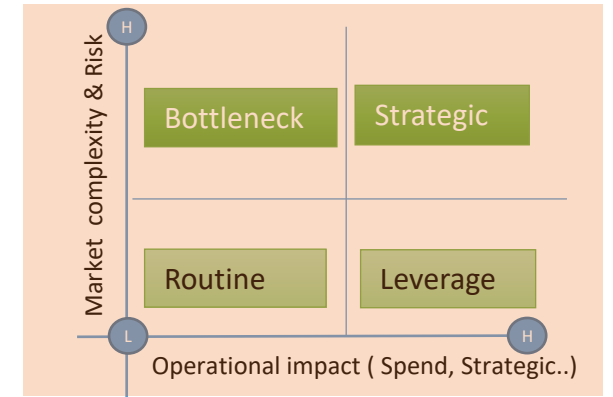 H
Market complexity & Risk
Bottleneck
Strategic
Routine
Leverage
L
H
Operational impact ( Spend, Strategic..)